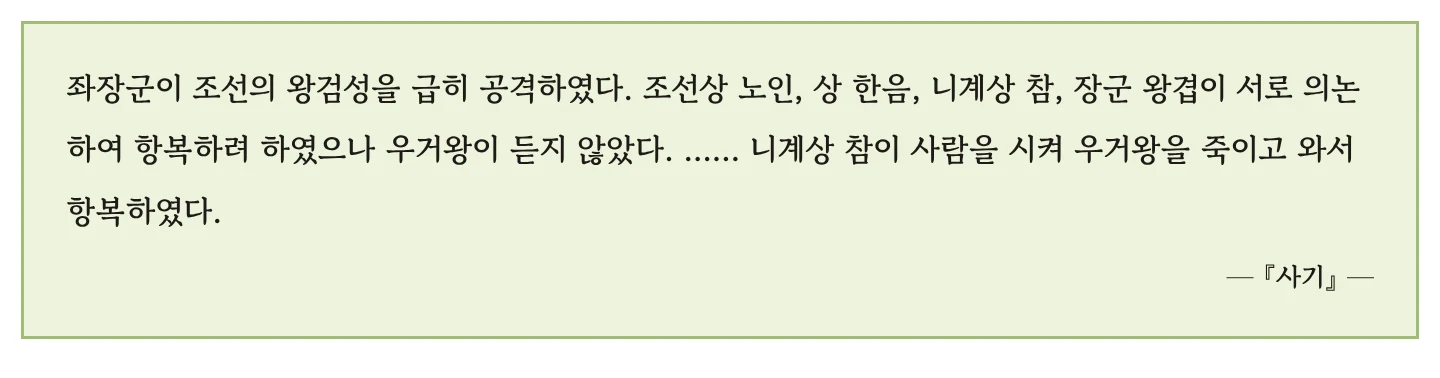 좌장군이 조선의 왕검성을 급히 공격하였다. 조선상 노인, 상 한음, 니계상 참, 장군 왕겹이 서로 의논
하여 항복하려 하였으나 우거왕이 듣지 않았다. …… 니계상 참이 사람을 시켜 우거왕을 죽이고 와서
항복하였다.
― 『사기』 ―